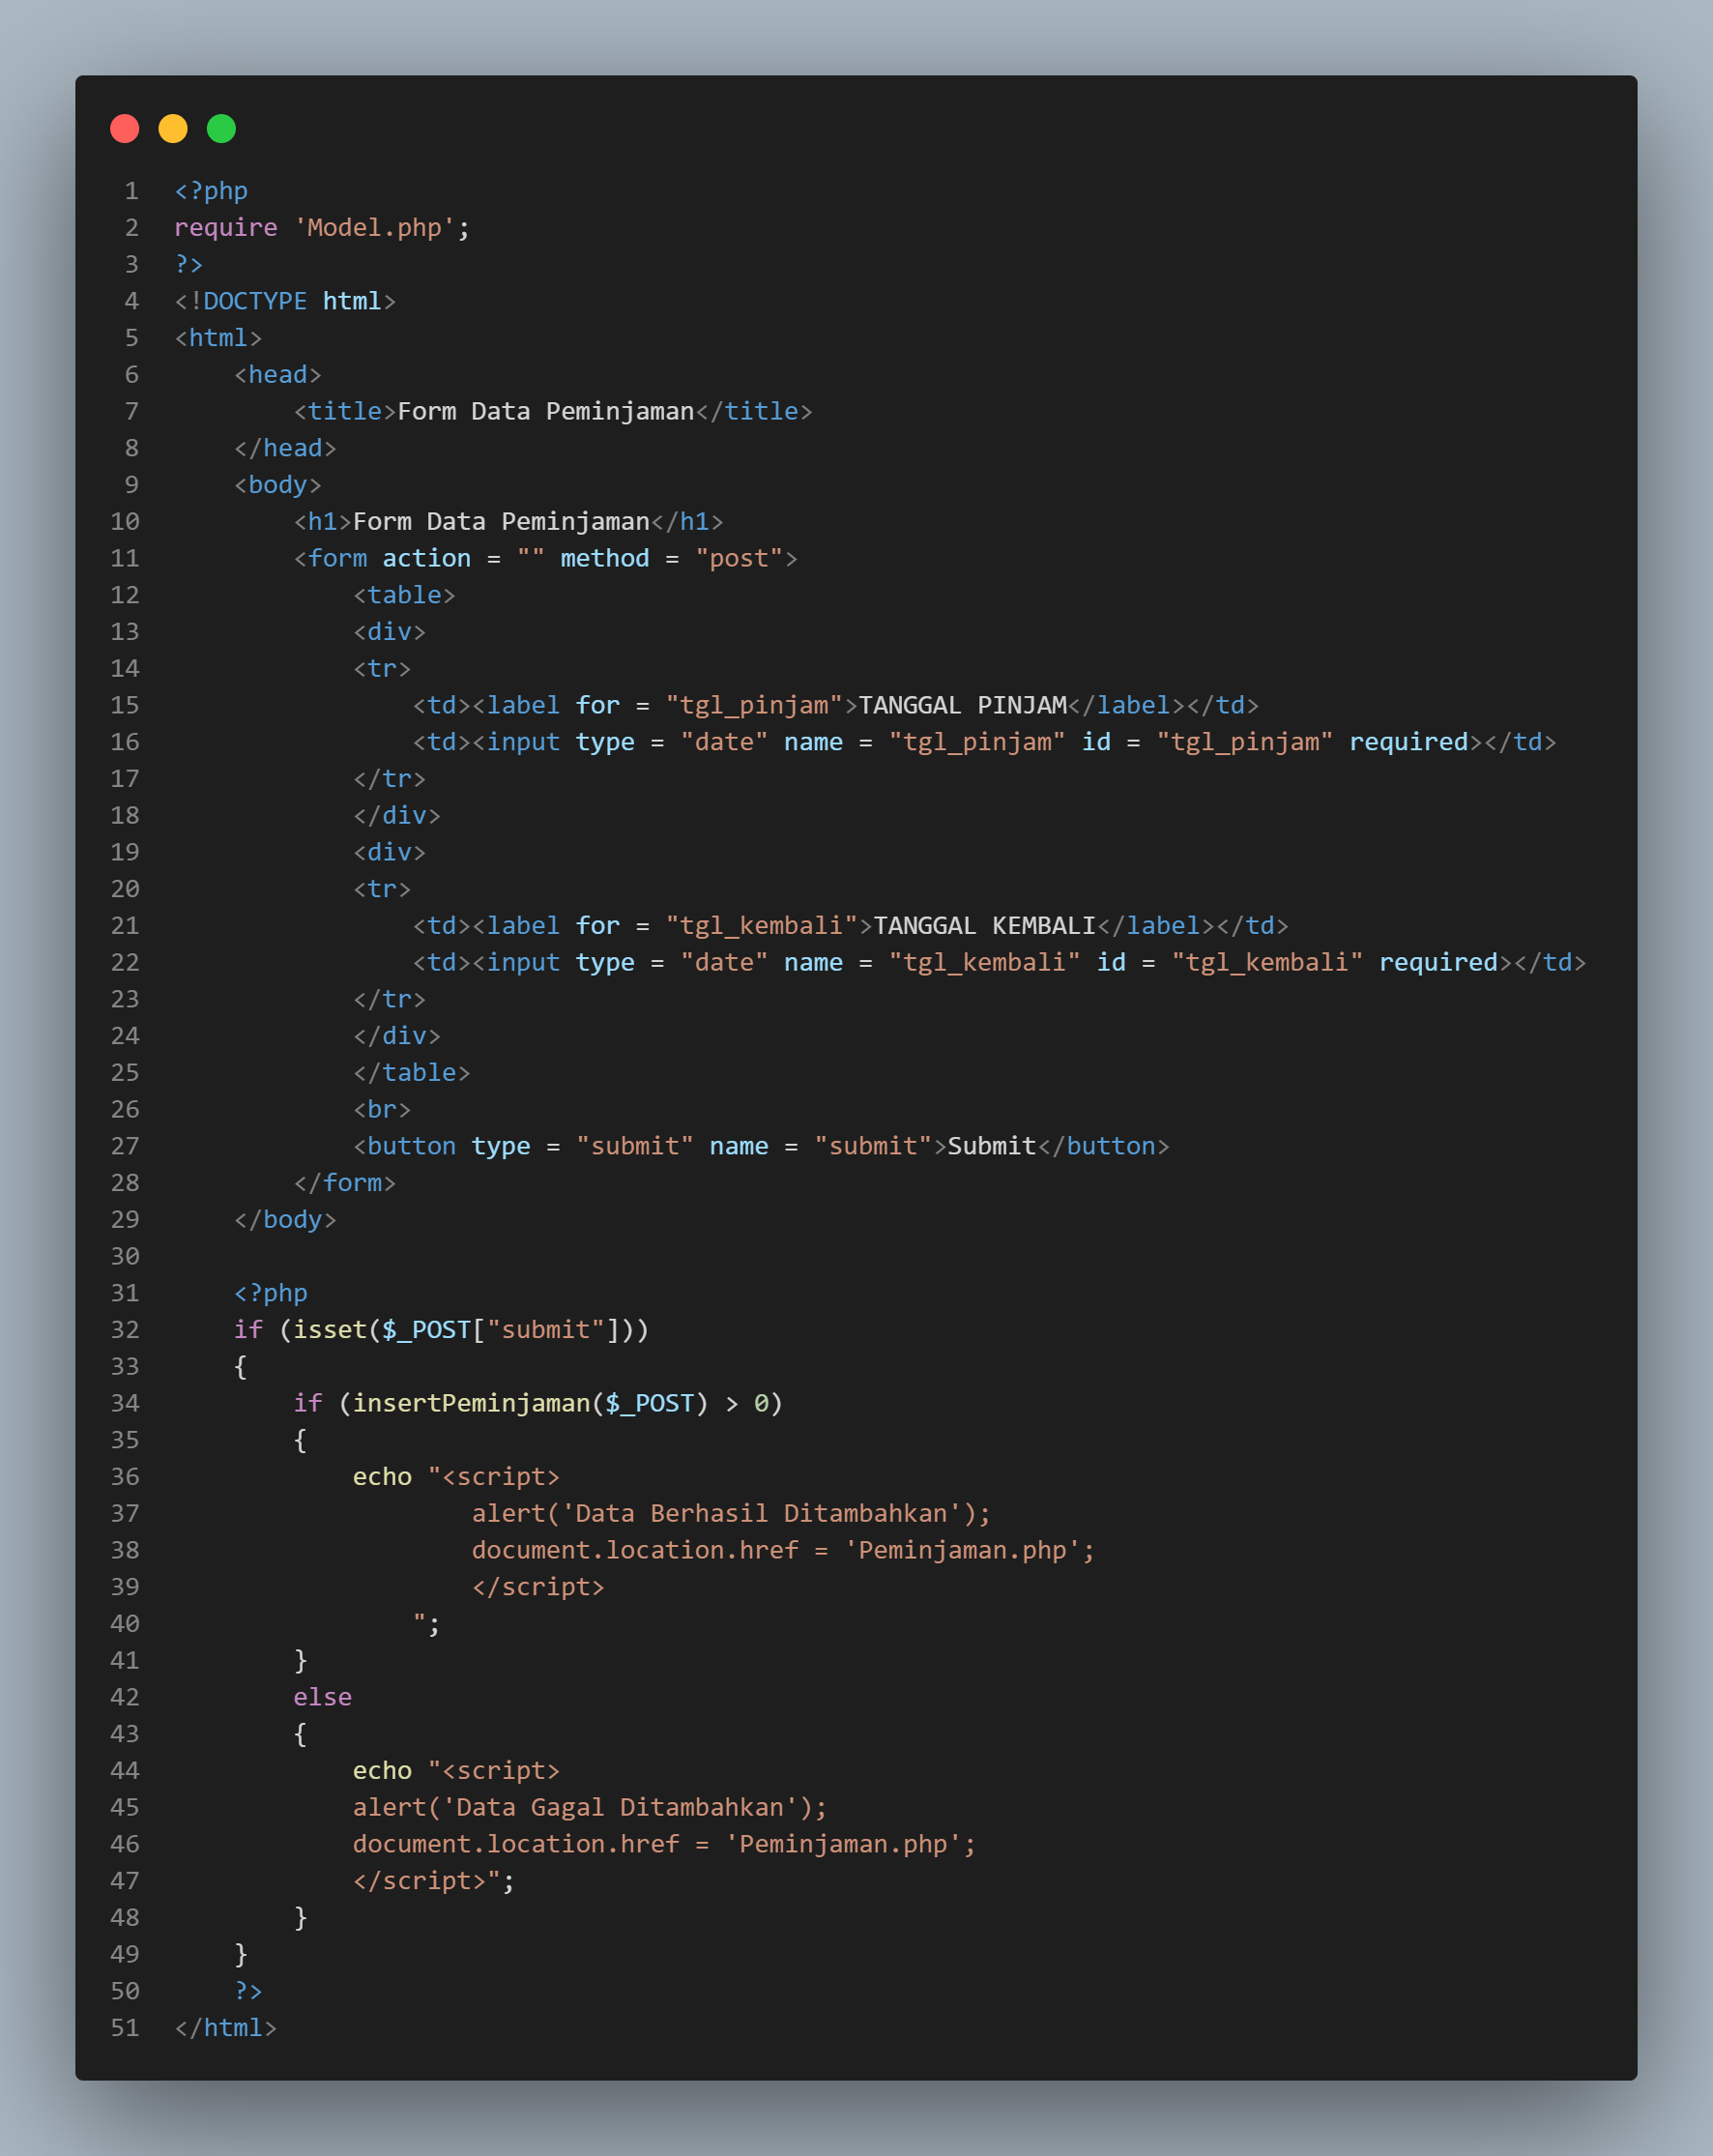 1 <?php
2 require 'Model.php';
3 ?>
4 <!DOCTYPE html>
5 <html>
6     <head>
7         <title>Form Data Peminjaman</title>
8     </head>
9     <body>
10         <h1>Form Data Peminjaman</h1>
11         <form action = "" method = "post">
12             <table>
13             <div>
14             <tr>
15                 <td><label for = "tgl_pinjam">TANGGAL PINJAM</label></td>
16                 <td><input type = "date" name = "tgl_pinjam" id = "tgl_pinjam" required></td>
17             </tr>
18             </div>
19             <div>
20             <tr>
21                 <td><label for = "tgl_kembali">TANGGAL KEMBALI</label></td>
22                 <td><input type = "date" name = "tgl_kembali" id = "tgl_kembali" required></td>
23             </tr>
24             </div>
25             </table>
26             <br>
27             <button type = "submit" name = "submit">Submit</button>
28         </form>
29     </body>
30
31     <?php
32     if (isset($_POST["submit"]))
33     {
34         if (insertPeminjaman($_POST) > 0)
35         {
36             echo "<script>
37                     alert('Data Berhasil Ditambahkan');
38                     document.location.href = 'Peminjaman.php';
39                     </script>
40                 ";
41         }
42         else
43         {
44             echo "<script>
45             alert('Data Gagal Ditambahkan');
46             document.location.href = 'Peminjaman.php';
47             </script>";
48         }
49     }
50     ?>
51 </html>